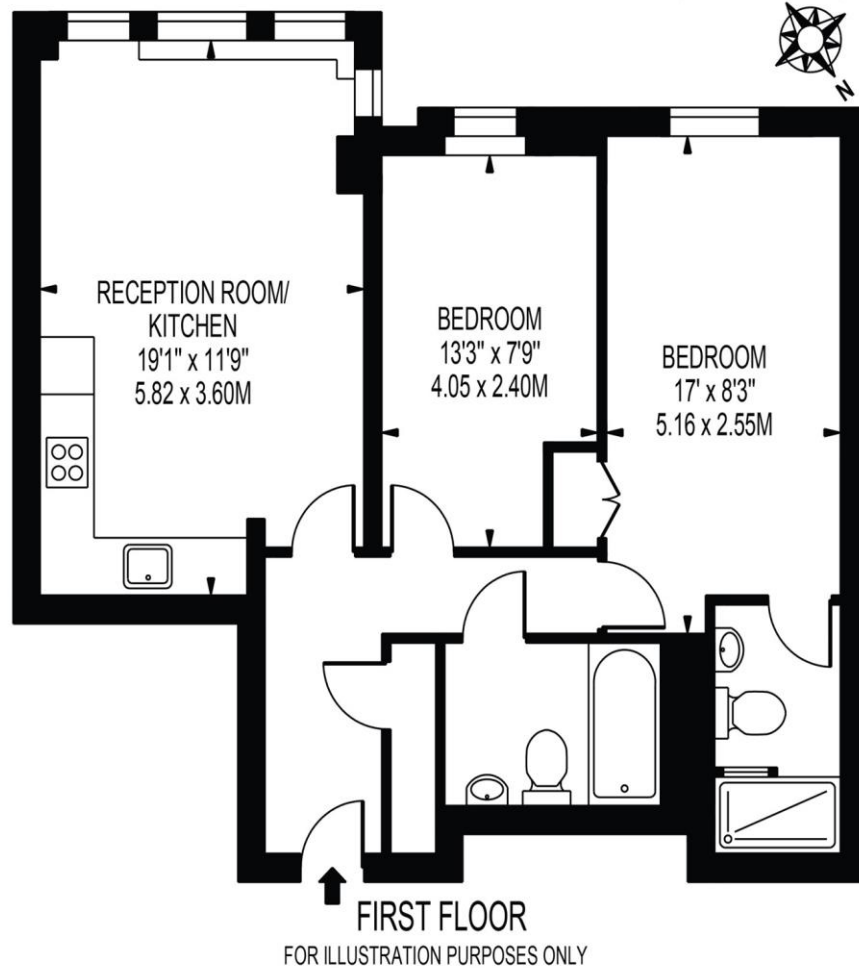 N
RECEPTION ROOM/
KITCHEN
19'1" x 11'9"
5.82 x 3.60M
BEDROOM
13'3" x 7'9"
4.05 x 2.40M
BEDROOM
17' x 8'3"
5.16 x 2.55M
FIRST FLOOR
FOR ILLUSTRATION PURPOSES ONLY